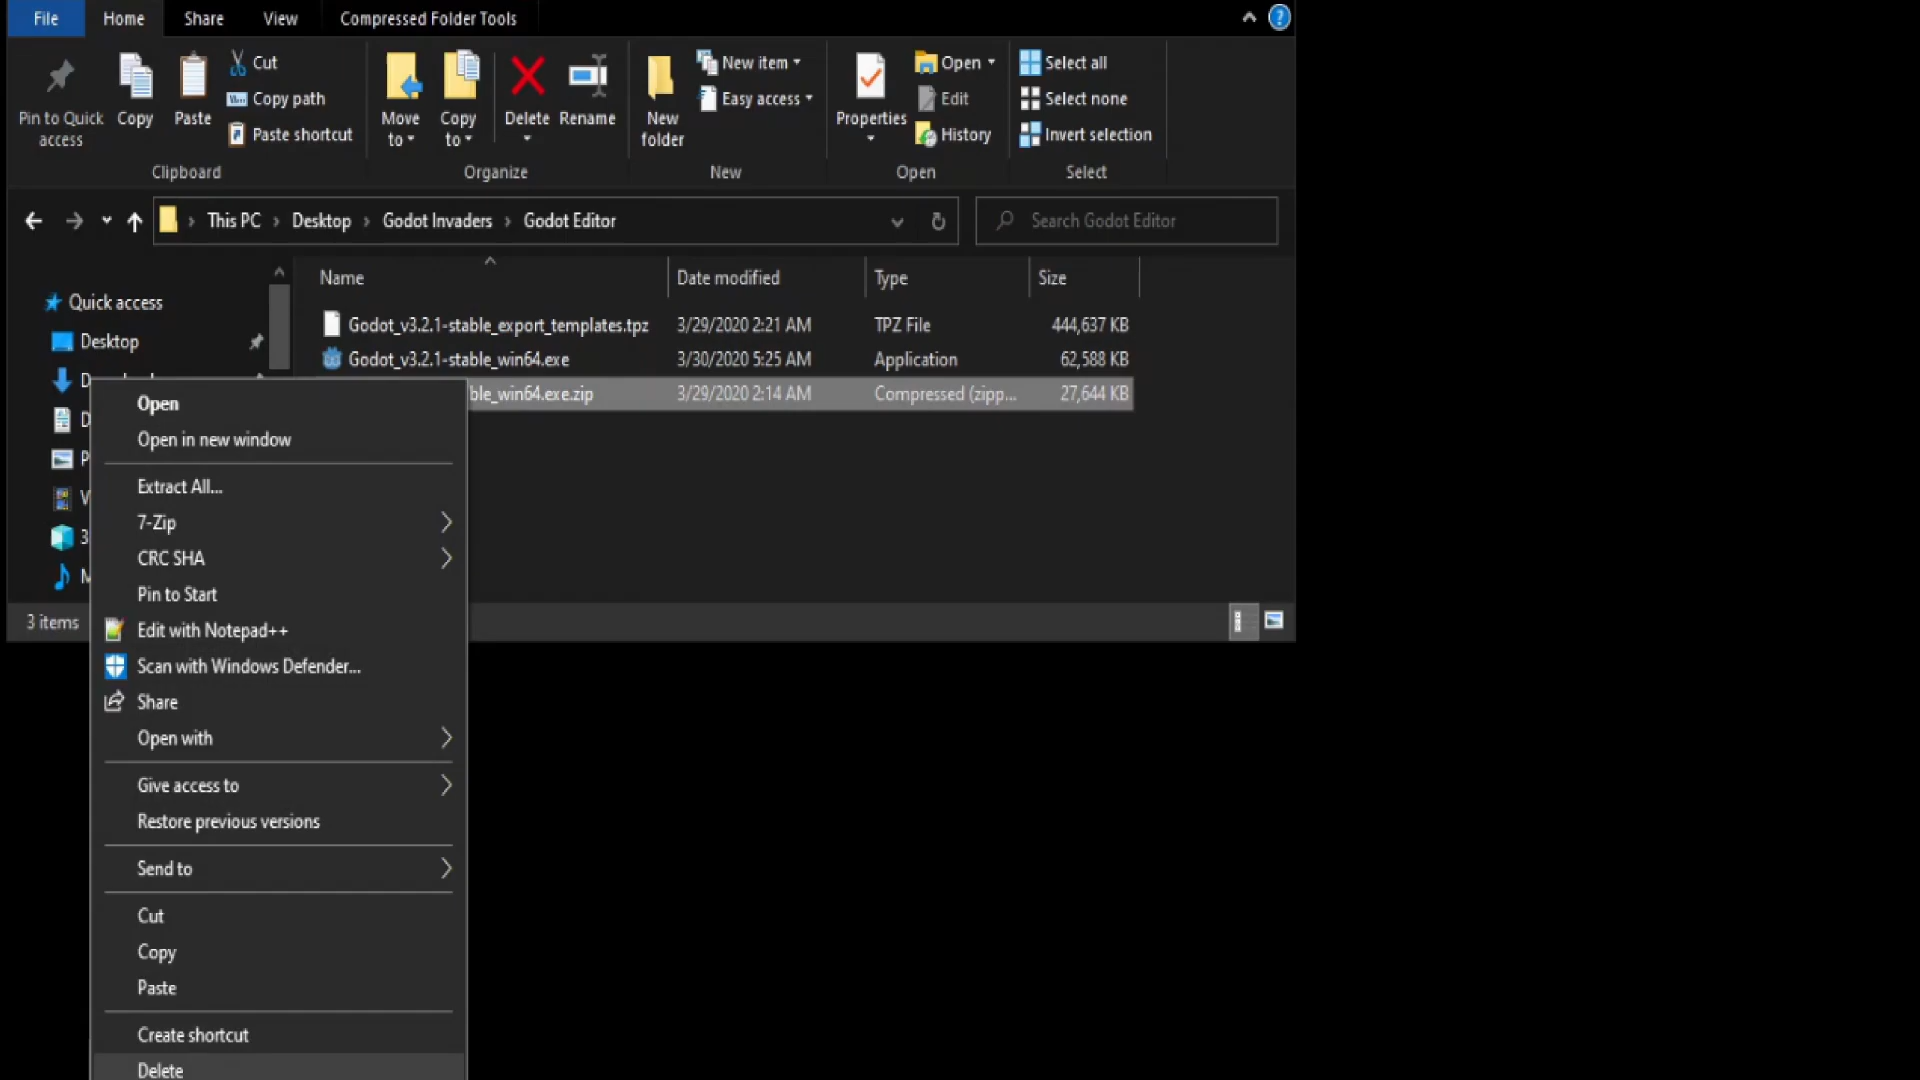 File Home Share View Compressed Folder Tools
Pin to Quick access
Copy
Paste
Cut
Copy path
Paste shortcut
Clipboard
Move to
Copy to
Delete
Rename
Organize
New folder
New item
Easy access
New
Properties
Open
Edit
History
Open
Select all
Select none
Invert selection
Select
This PC > Desktop > Godot Invaders > Godot Editor
Search Godot Editor
Name Date modified Type Size
Quick access
Desktop
Godot_v3.2.1-stable_export_templates.tpz 3/29/2020 2:21 AM TPZ File 444,637 KB
Godot_v3.2.1-stable_win64.exe 3/30/2020 5:25 AM Application 62,588 KB
ble_win64.exe.zip 3/29/2020 2:14 AM Compressed (zipp... 27,644 KB
D
P
V
3
M
3 items
Open
Open in new window
Extract All...
7-Zip
CRC SHA
Pin to Start
Edit with Notepad++
Scan with Windows Defender...
Share
Open with
Give access to
Restore previous versions
Send to
Cut
Copy
Paste
Create shortcut
Delete